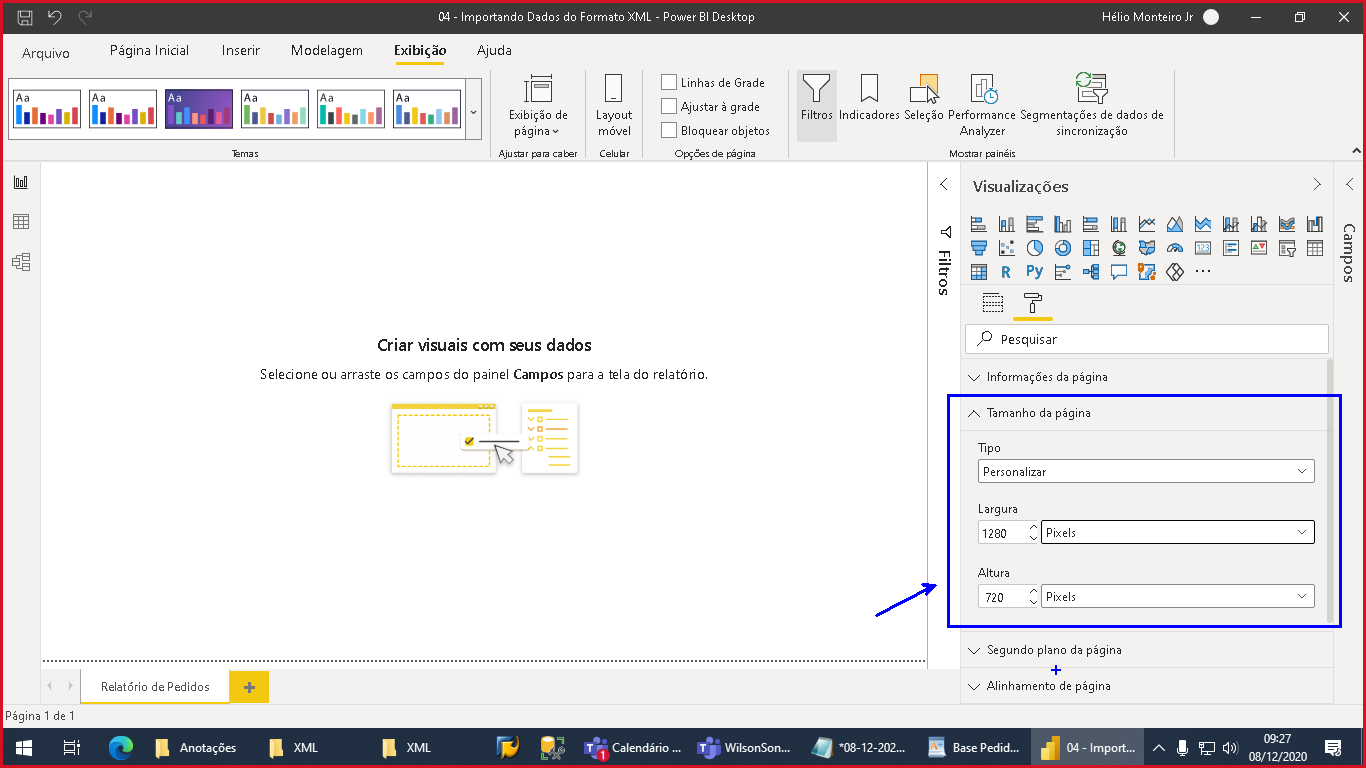 04 - Importando Dados do Formato XML - Power BI Desktop
Hélio Monteiro Jr
Arquivo
Página Inicial
Inserir
Modelagem
Exibição
Ajuda
Aa
Aa
Aa
Aa
Aa
Aa
Temas
Exibição de
página
Ajustar para caber
Layout
móvel
Celular
Linhas de Grade
Ajustar à grade
Bloquear objetos
Opções de página
Filtros
Indicadores
Seleção
Performance
Analyzer
Segmentações de dados de
sincronização
Mostrar painéis
Criar visuais com seus dados
Selecione ou arraste os campos do painel Campos para a tela do relatório.
Filtros
Visualizações
R
Py
Campos
Pesquisar
Informações da página
Tamanho da página
Tipo
Personalizar
Largura
1280
Pixels
Altura
720
Pixels
Segundo plano da página
Alinhamento de página
Relatório de Pedidos
Página 1 de 1
Anotações
XML
XML
1
Calendário ...
WilsonSon...
*08-12-202...
Base Pedid...
04 - Import...
09:27
08/12/2020